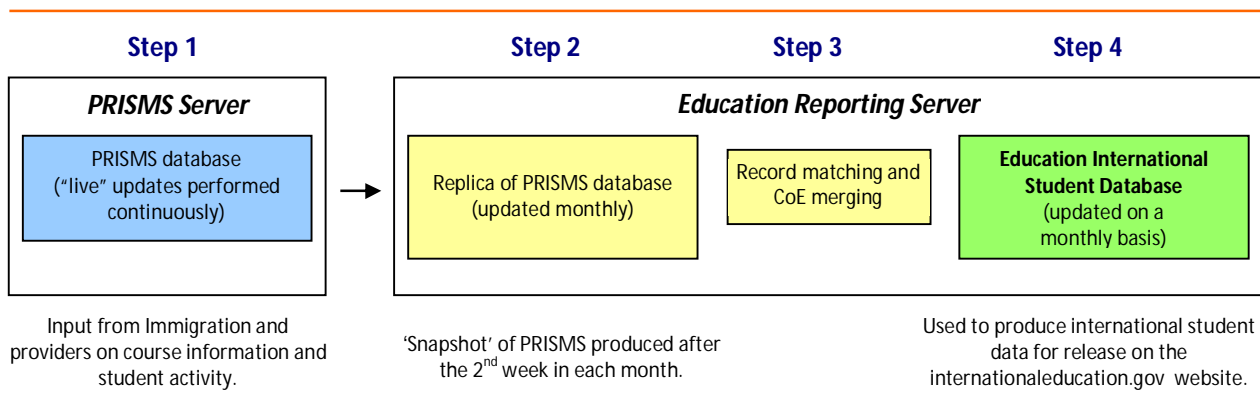 Step 1
Step 2
Step 3
Step 4
PRISMS Server
PRISMS database
("live" updates performed
continuously)
Education Reporting Server
Replica of PRISMS database
(updated monthly)
Record matching and
CoE merging
Education International
Student Database
(updated on a
monthly basis)
Input from Immigration and
providers on course information and
student activity.
‘Snapshot’ of PRISMS produced after
the 2nd week in each month.
Used to produce international student
data for release on the
internationaleducation.gov website.